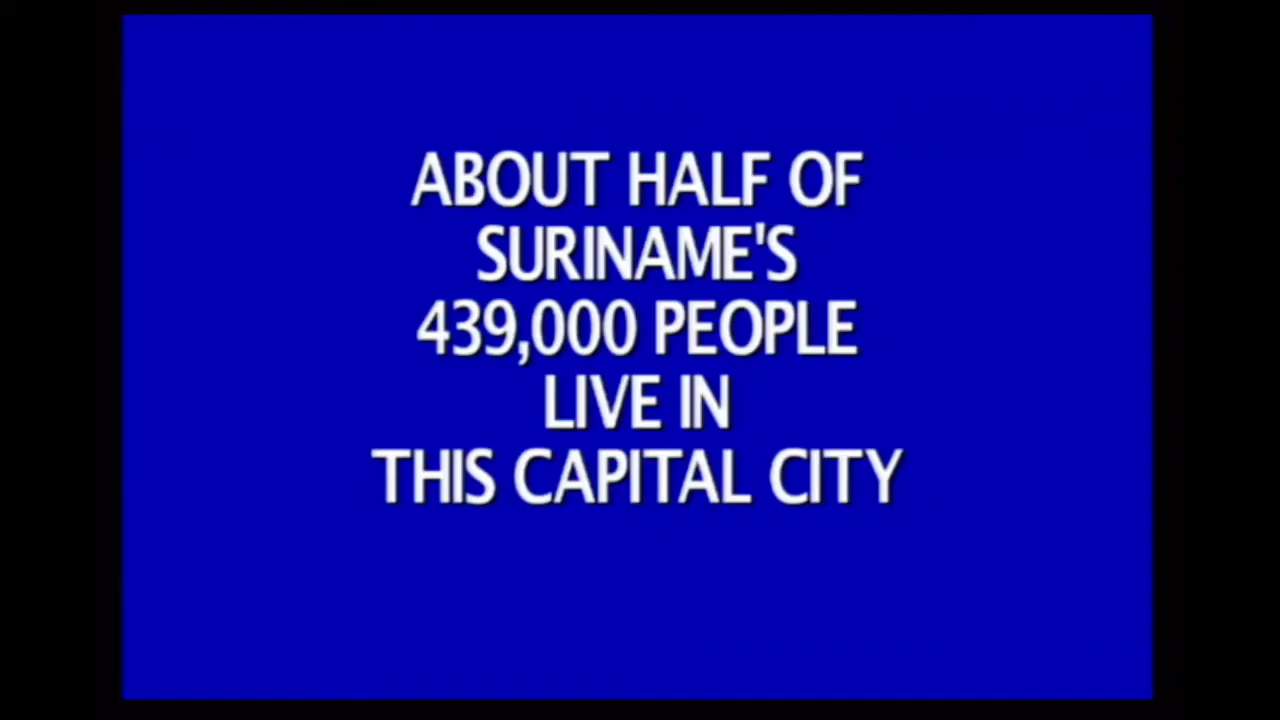 ABOUT HALF OF
SURINAME'S
439,000 PEOPLE
LIVE IN
THIS CAPITAL CITY